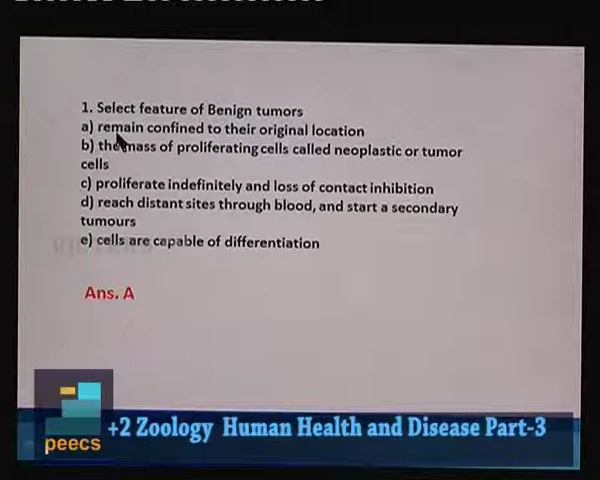 1. Select feature of Benign tumors
a) remain confined to their original location
b) the mass of proliferating cells called neoplastic or tumor
cells
c) proliferate indefinitely and loss of contact inhibition
d) reach distant sites through blood, and start a secondary
tumours
e) cells are capable of differentiation
Ans. A
+2 Zoology Human Health and Disease Part-3
peecs